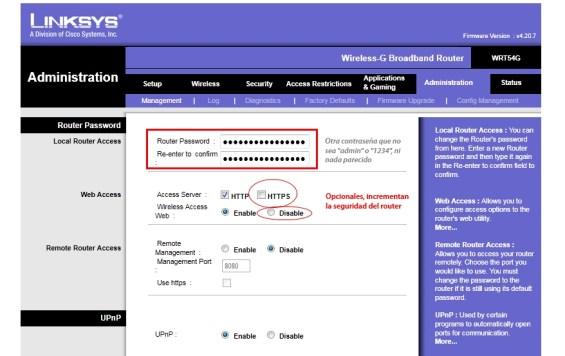 LINKSYS®
A Division of Cisco Systems, Inc.
Firmware Version : v4.20.7
Wireless-G Broadband Router WRT54G
Administration
Setup Wireless Security Access Restrictions Applications & Gaming Administration Status
Management | Log | Diagnostics | Factory Defaults | Firmware Upgrade | Config Management
Router Password
Local Router Access
Router Password :
Re-enter to confirm
:
Otra contraseña que no
sea "admin" o "1234", ni
nada parecido
Web Access
Access Server : HTTP HTTPS
Wireless Access
Web : Enable Disable
Opcionales, incrementan
la seguridad del router
Remote Router Access
Remote
Management : Enable Disable
Management Port
: 8080
Use https :
UPnP
UPnP : Enable Disable
Local Router Access : You can
change the Router's password
from here. Enter a new Router
password and then type it again
in the Re-enter to confirm field to
confirm.
Web Access : Allows you to
configure access options to the
router's web utility.
More...
Remote Router Access :
Allows you to access your router
remotely. Choose the port you
would like to use. You must
change the password to the
router if it is still using its default
password.
UPnP : Used by certain
programs to automatically open
ports for communication.
More...